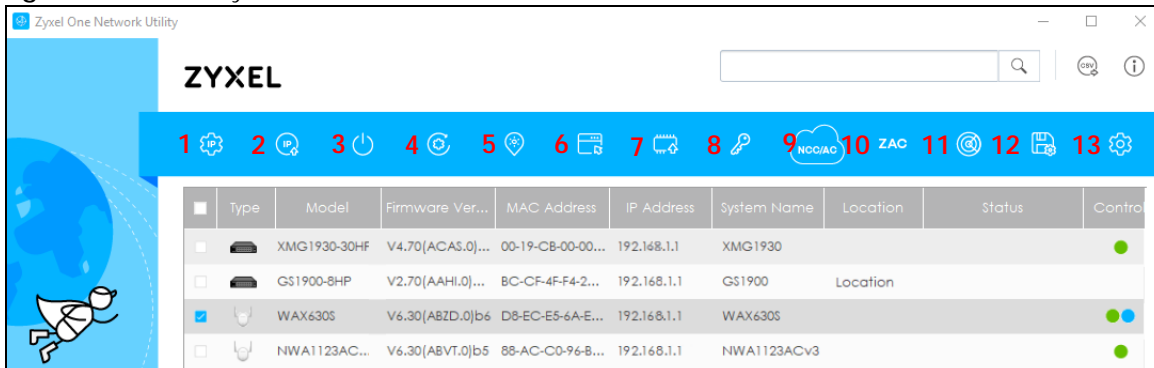 Zyxel One Network Utility
ZYXEL
CSV
1 IP 2 IP 3 4 5 6 7 8 9 NCC/AC 10 ZAC 11 12 13
Type Model Firmware Ver... MAC Address IP Address System Name Location Status Control
XMG1930-30HF V4.70(ACAS.0)... 00-19-CB-00-00... 192.168.1.1 XMG1930
GS1900-8HP V2.70(AAHI.0)... BC-CF-4F-F4-2... 192.168.1.1 GS1900 Location
WAX630S V6.30(ABZD.0)b6 D8-EC-E5-6A-E... 192.168.1.1 WAX630S
NWA1123AC... V6.30(ABVT.0)b5 88-AC-C0-96-B... 192.168.1.1 NWA1123ACv3